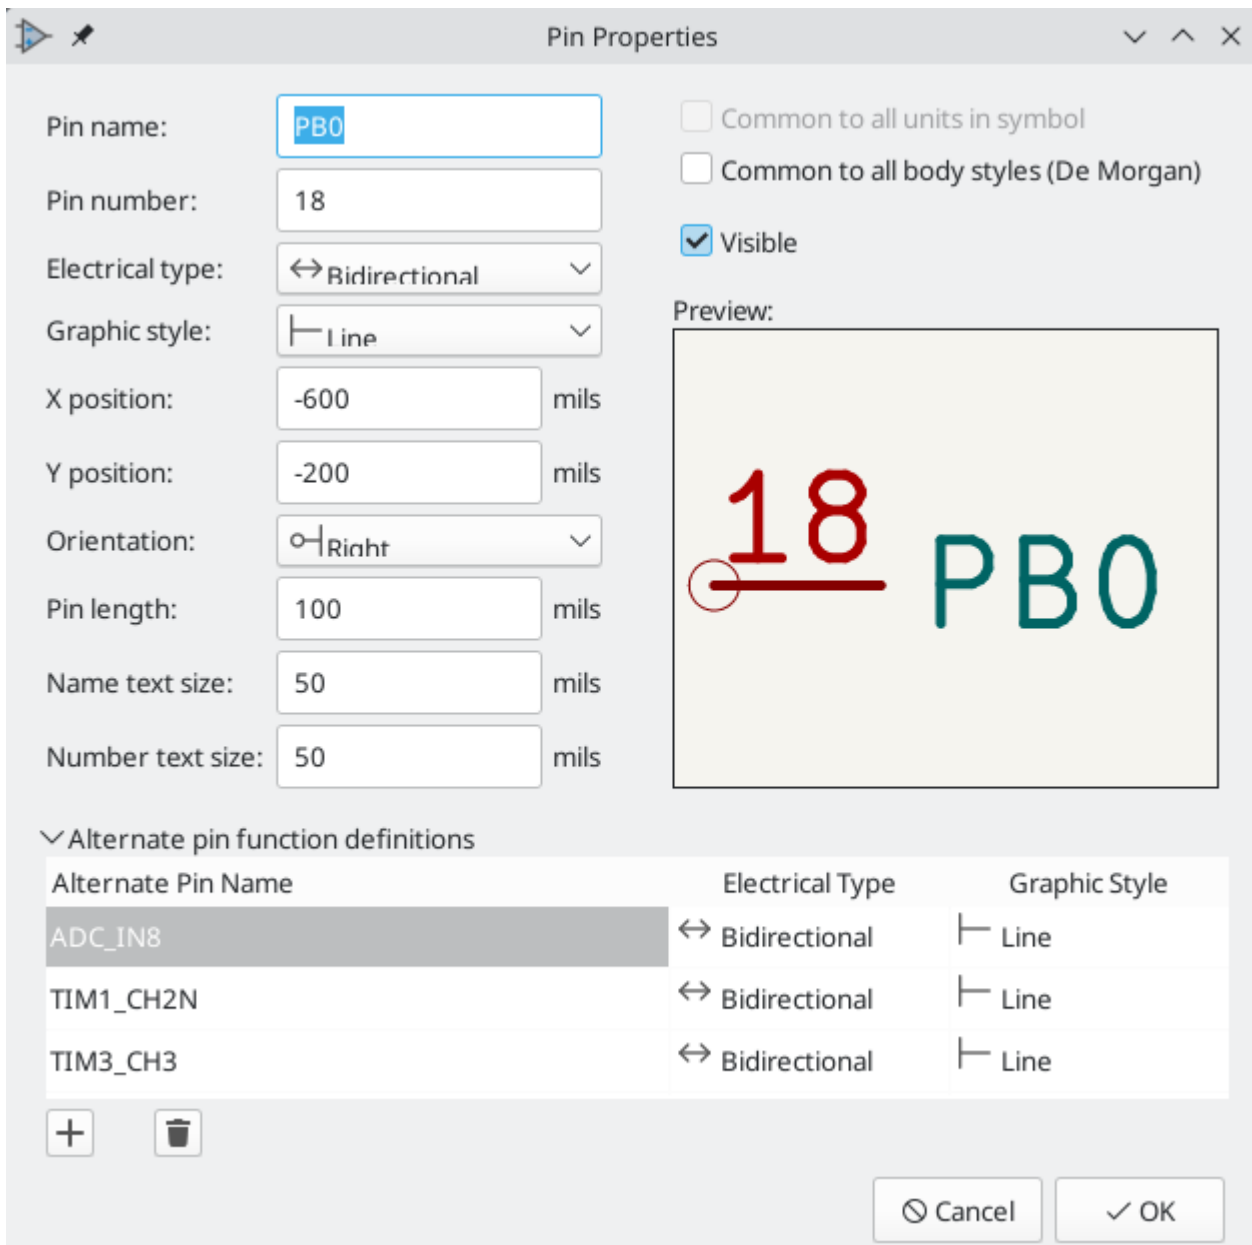 Pin Properties
Pin name: PB0
Pin number: 18
Electrical type: Bidirectional
Graphic style: Line
X position: -600 mils
Y position: -200 mils
Orientation: Right
Pin length: 100 mils
Name text size: 50 mils
Number text size: 50 mils
Common to all units in symbol
Common to all body styles (De Morgan)
Visible
Preview:
18
PB0
Alternate pin function definitions
Alternate Pin Name Electrical Type Graphic Style
ADC_IN8 Bidirectional Line
TIM1_CH2N Bidirectional Line
TIM3_CH3 Bidirectional Line
Cancel OK